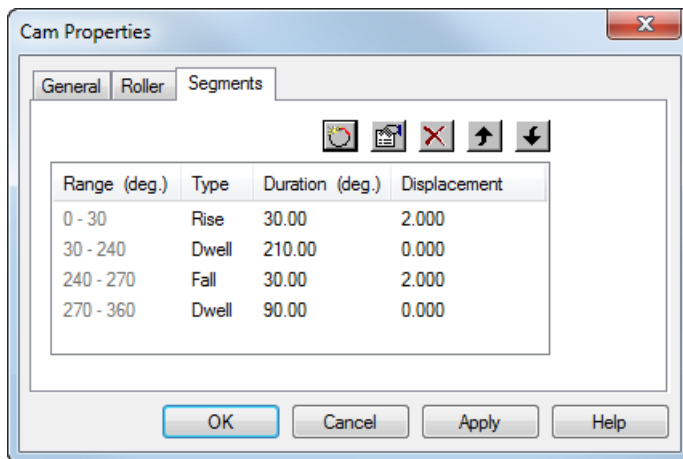 Cam Properties
General Roller Segments
Range (deg.) Type Duration (deg.) Displacement
0 - 30 Rise 30.00 2.000
30 - 240 Dwell 210.00 0.000
240 - 270 Fall 30.00 2.000
270 - 360 Dwell 90.00 0.000
OK Cancel Apply Help